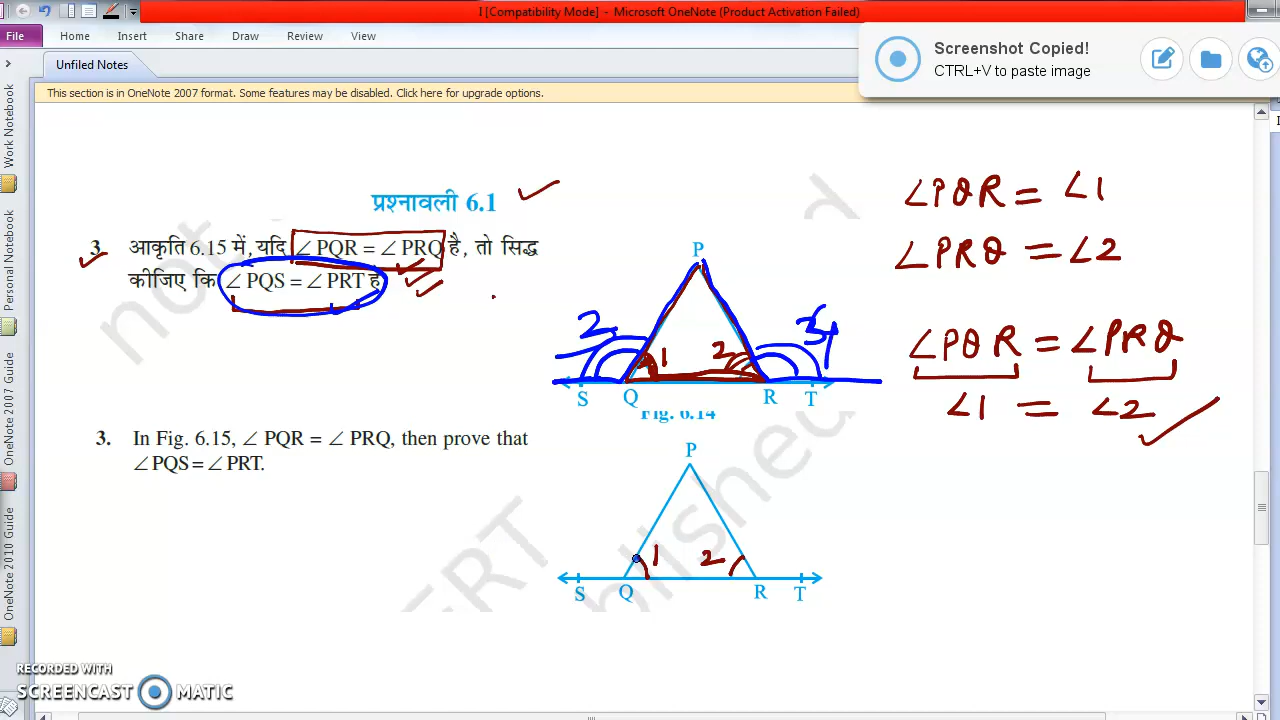 I [Compatibility Mode] - Microsoft OneNote (Product Activation Failed)
File Home Insert Share Draw Review View
Screenshot Copied!
CTRL+V to paste image
Unfiled Notes
This section is in OneNote 2007 format. Some features may be disabled. Click here for upgrade options.
Work Notebook
Personal Notebook
OneNote 2007 Guide
OneNote 2010 Guide
प्रश्नावली 6.1
3. आकृति 6.15 में, यदि ∠ PQR = ∠ PRQ है, तो सिद्ध
कीजिए कि ∠ PQS = ∠ PRT है
P
1 2
S Q R T
Fig. 6.14
∠PQR = ∠1
∠PRQ = ∠2
∠PQR = ∠PRQ
∠1 = ∠2
3. In Fig. 6.15, ∠ PQR = ∠ PRQ, then prove that
∠ PQS = ∠ PRT.
P
1 2
S Q R T
not
published
RECORDED WITH
SCREENCAST MATIC